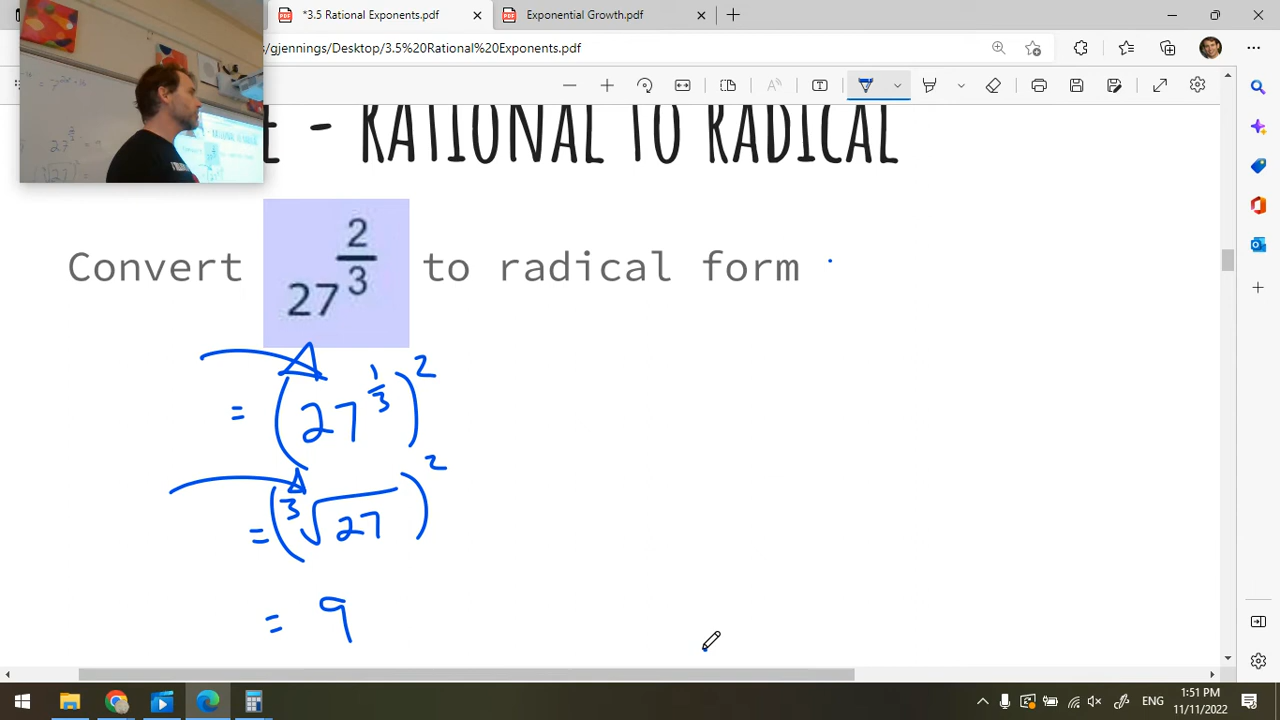 *3.5 Rational Exponents.pdf
Exponential Growth.pdf
s/gjennings/Desktop/3.5%20Rational%20Exponents.pdf
E - RATIONAL TO RADICAL
Convert 27^(2/3) to radical form
= (27^(1/3))^2
= (∛27)^2
= 9
ENG
1:51 PM
11/11/2022